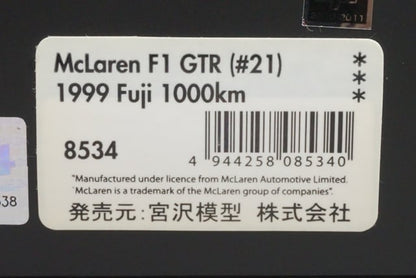 2011
McLaren F1 GTR (#21)
1999 Fuji 1000km
***
8534
4 944258 085340
"Manufactured under licence from McLaren Automotive Limited.
'McLaren is a trademark of the McLaren group of companies".
発売元:宮沢模型 株式会社
538